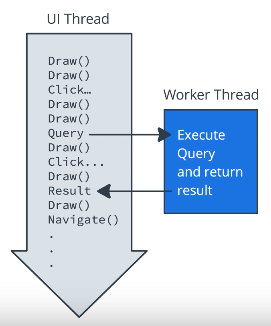 UI Thread
Draw()
Draw()
Click…
Draw()
Draw()
Query
Draw()
Click...
Draw()
Result
Draw()
Navigate()
.
.
.
Worker Thread
Execute
Query
and return
result